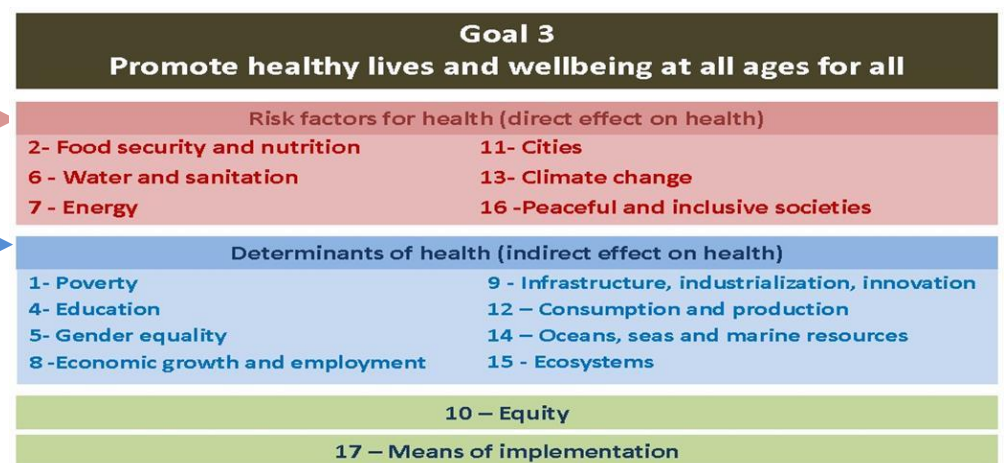 Goal 3
Promote healthy lives and wellbeing at all ages for all
Risk factors for health (direct effect on health)
2- Food security and nutrition
6 - Water and sanitation
7 - Energy
11- Cities
13- Climate change
16 -Peaceful and inclusive societies
Determinants of health (indirect effect on health)
1- Poverty
4- Education
5- Gender equality
8 -Economic growth and employment
9 - Infrastructure, industrialization, innovation
12 – Consumption and production
14 – Oceans, seas and marine resources
15 - Ecosystems
10 – Equity
17 – Means of implementation